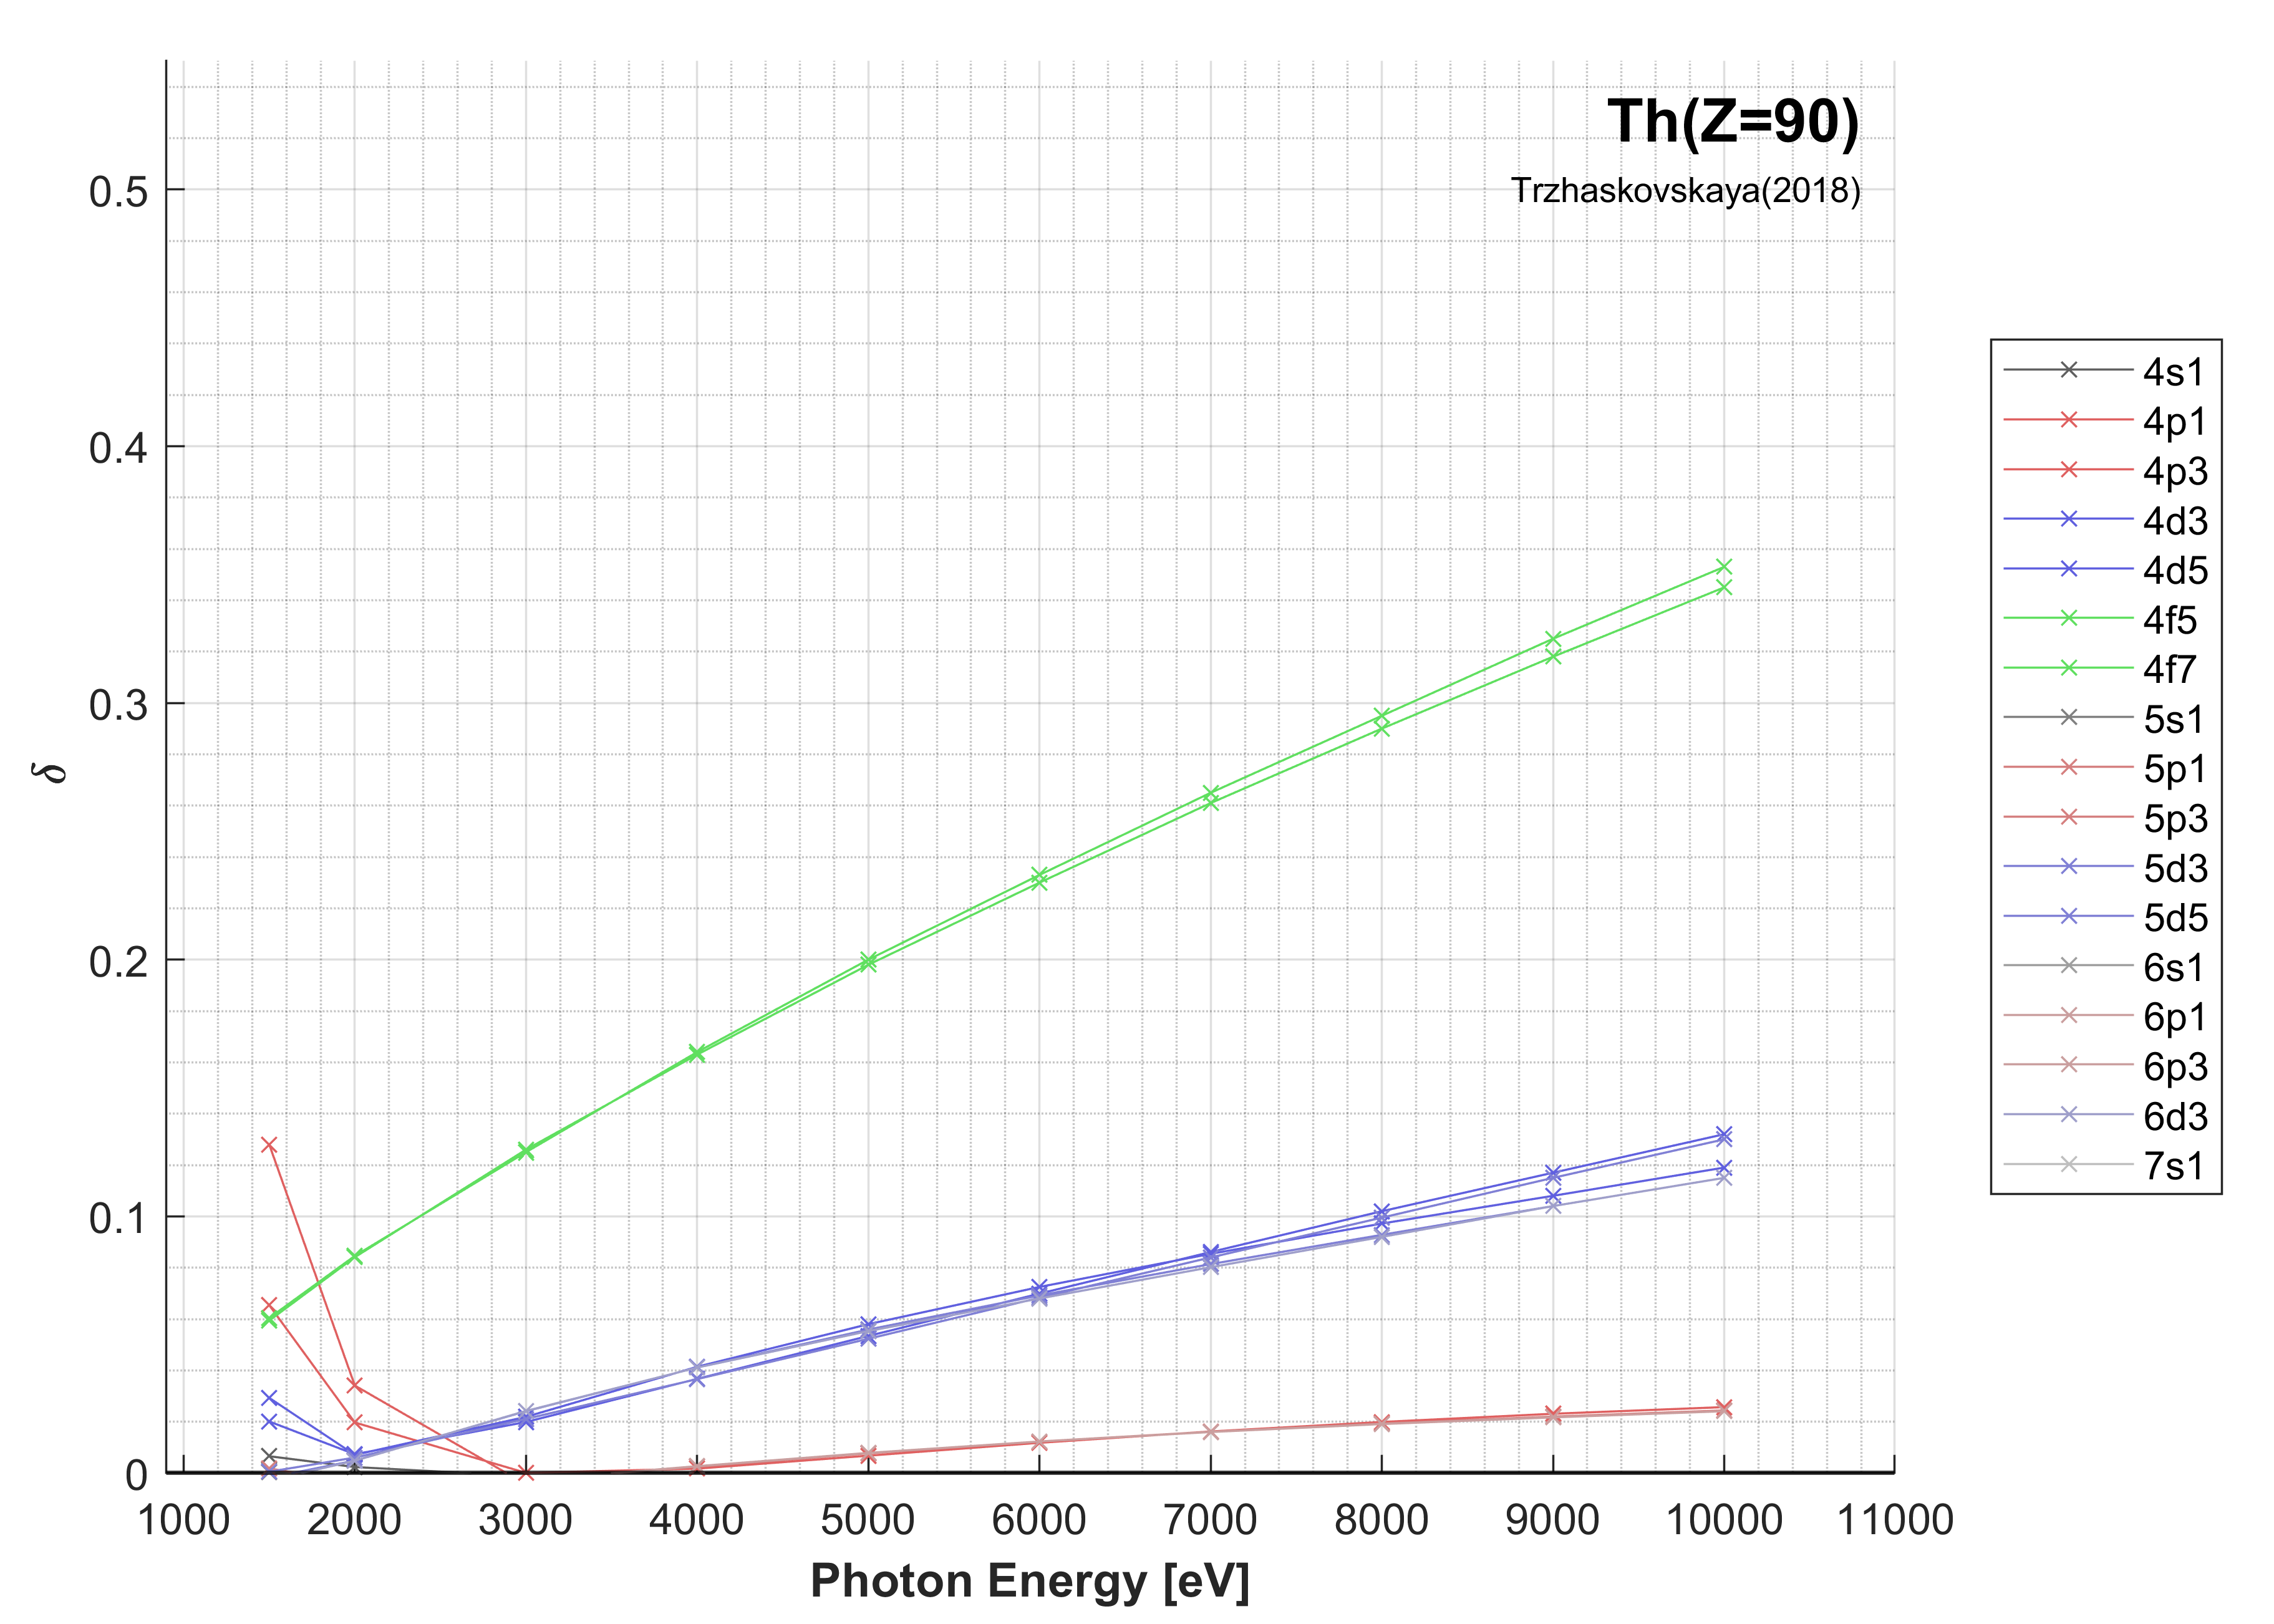 Th(Z=90)
Trzhaskovskaya(2018)
0.5
0.4
0.3
0.2
0.1
0
δ
1000 2000 3000 4000 5000 6000 7000 8000 9000 10000 11000
Photon Energy [eV]
4s1
4p1
4p3
4d3
4d5
4f5
4f7
5s1
5p1
5p3
5d3
5d5
6s1
6p1
6p3
6d3
7s1